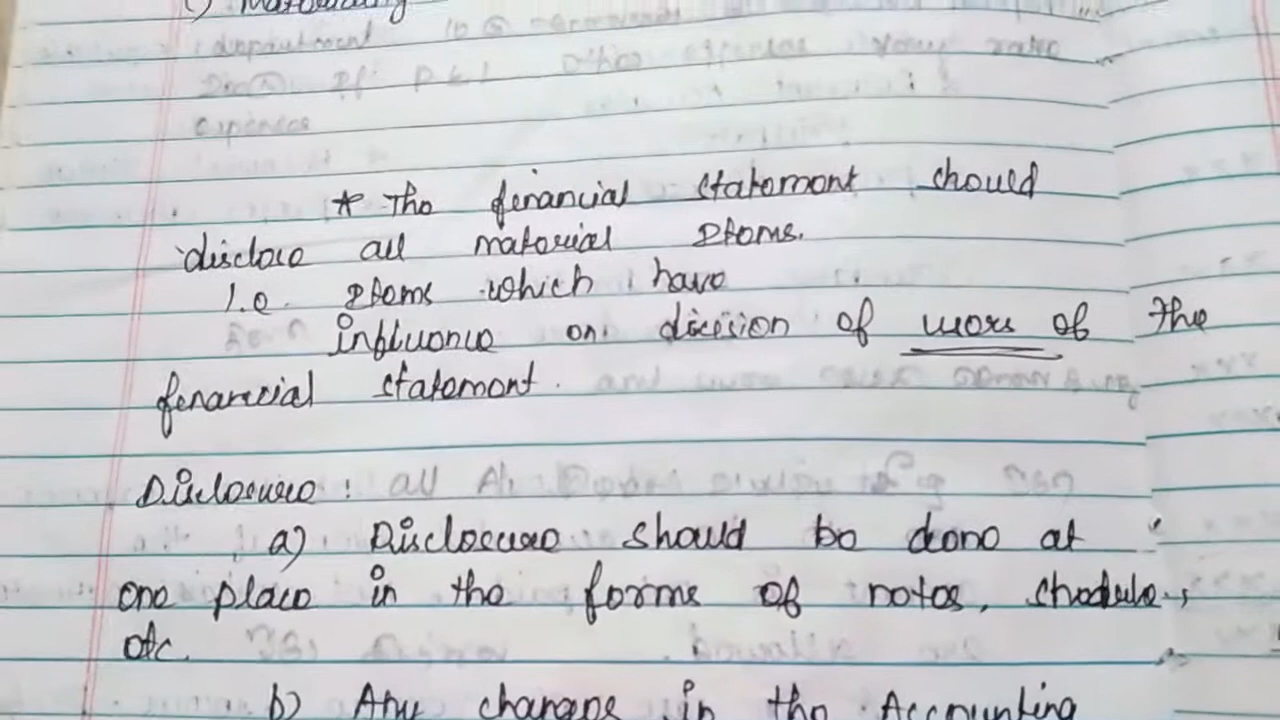 * The financial statement should
disclose all material Items.
I.e. Items which have
Influence on decision of users of the
financial statement.
Disclosure :
a) Disclosure should be done at
one place in the forms of notes, shedule,
etc.
b) Any changes in the Accounting